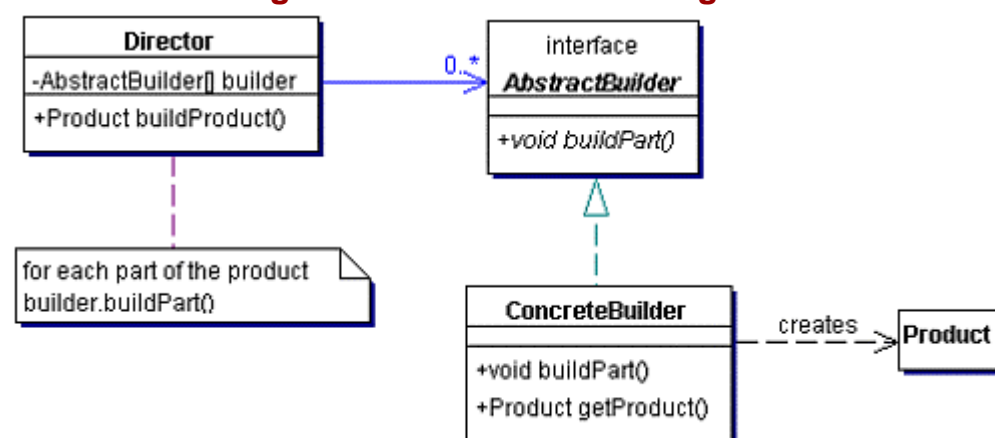 Director
-AbstractBuilder[] builder
+Product buildProduct()
0..*
interface
AbstractBuilder
+void buildPart()
for each part of the product
builder.buildPart()
ConcreteBuilder
+void buildPart()
+Product getProduct()
creates
Product